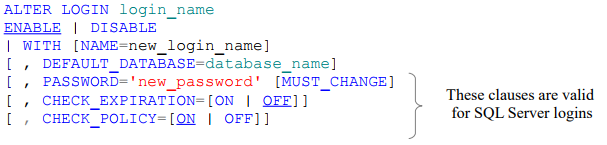 ALTER LOGIN login_name
ENABLE | DISABLE
| WITH [NAME=new_login_name]
[ , DEFAULT_DATABASE=database_name]
[ , PASSWORD='new_password' [MUST_CHANGE]
[ , CHECK_EXPIRATION=[ON | OFF]]
[ , CHECK_POLICY=[ON | OFF]]
These clauses are valid
for SQL Server logins